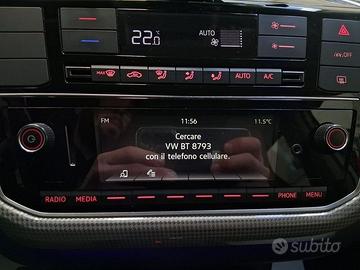 22.0 AUTO
MAX AUTO A/C
FM 11:56 11.5°C
Cercare
VW BT 8793
con il telefono cellulare.
RADIO MEDIA PHONE MENU
subito